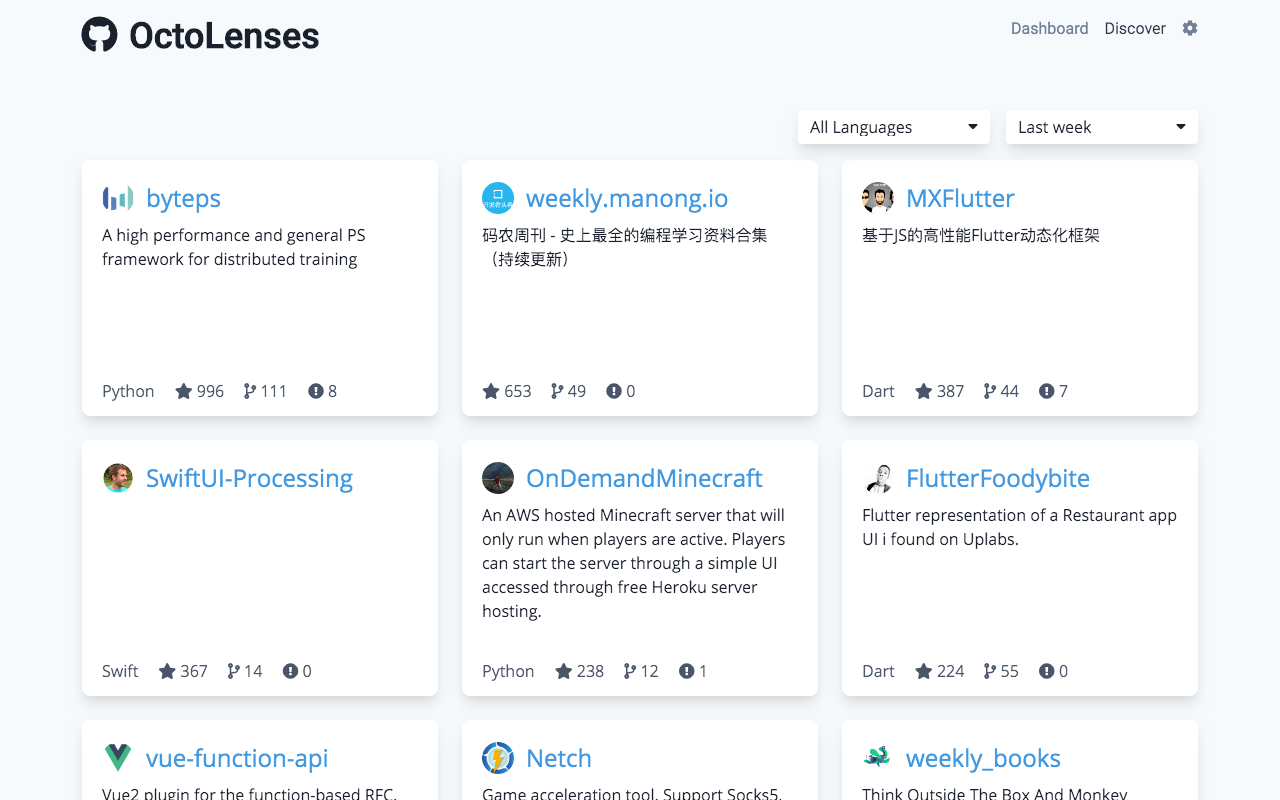 OctoLenses
Dashboard Discover
All Languages Last week
byteps
A high performance and general PS
framework for distributed training
Python 996 111 8
weekly.manong.io
码农周刊 - 史上最全的编程学习资料合集
（持续更新）
653 49 0
MXFlutter
基于JS的高性能Flutter动态化框架
Dart 387 44 7
SwiftUI-Processing
Swift 367 14 0
OnDemandMinecraft
An AWS hosted Minecraft server that will
only run when players are active. Players
can start the server through a simple UI
accessed through free Heroku server
hosting.
Python 238 12 1
FlutterFoodybite
Flutter representation of a Restaurant app
UI i found on Uplabs.
Dart 224 55 0
vue-function-api
Vue2 plugin for the function-based RFC.
Netch
Game acceleration tool. Support Socks5,
weekly_books
Think Outside The Box And Monkey